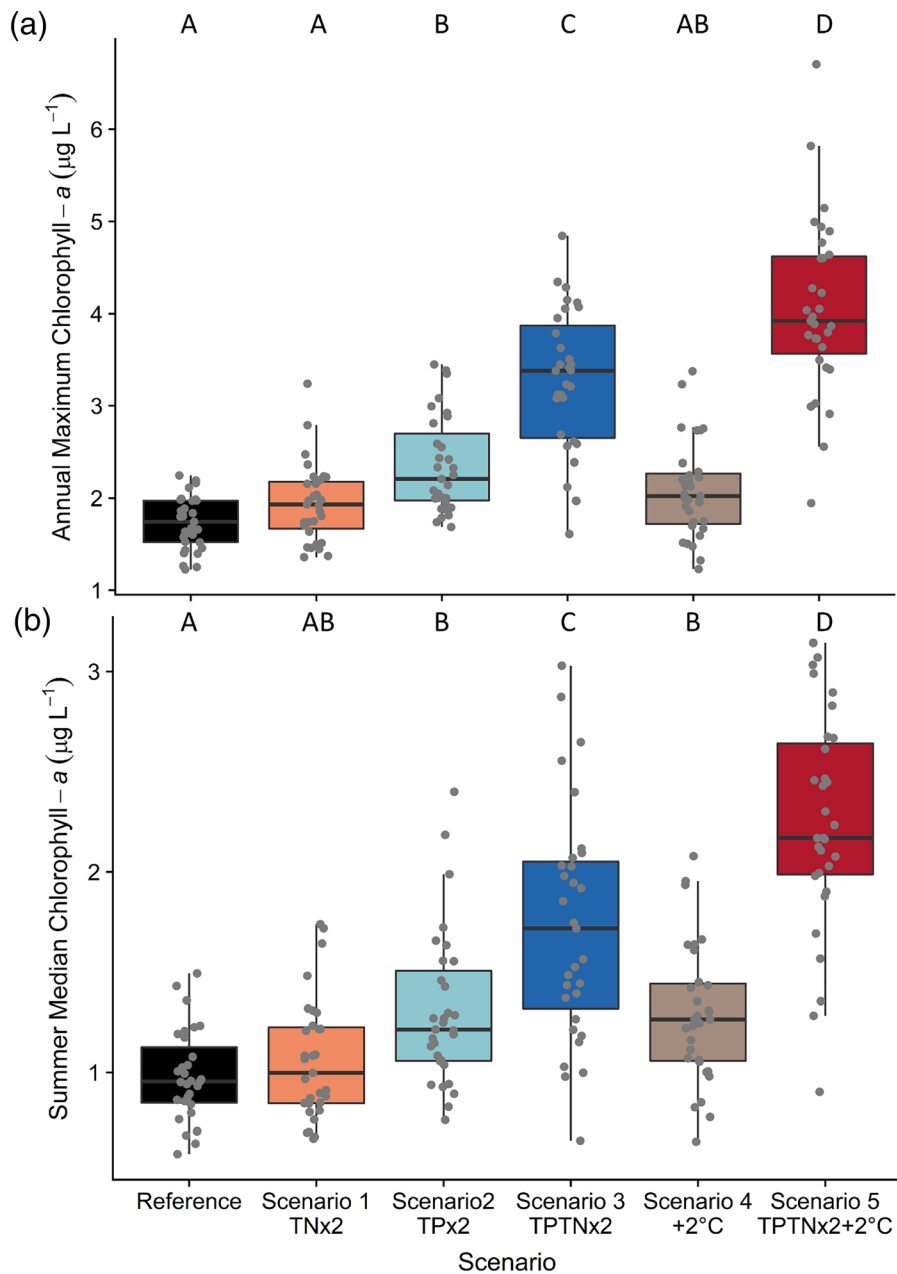 (a)
A A B C AB D
Annual Maximum Chlorophyll – a (μg L⁻¹)
6
5
4
3
2
1
(b)
A AB B C B D
Summer Median Chlorophyll – a (μg L⁻¹)
3
2
1
Reference Scenario 1 Scenario2 Scenario 3 Scenario 4 Scenario 5
TNx2 TPx2 TPTNx2 +2°C TPTNx2+2°C
Scenario